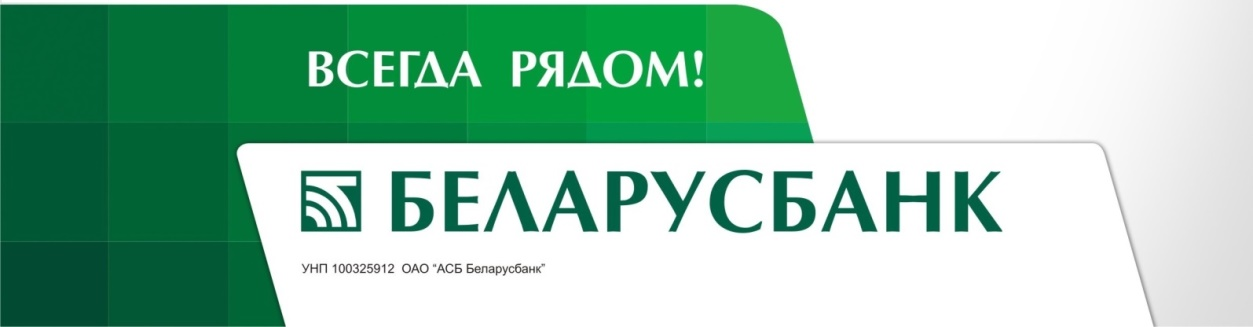 ВСЕГДА РЯДОМ!
БЕЛАРУСБАНК
УНП 100325912 ОАО “АСБ Беларусбанк”